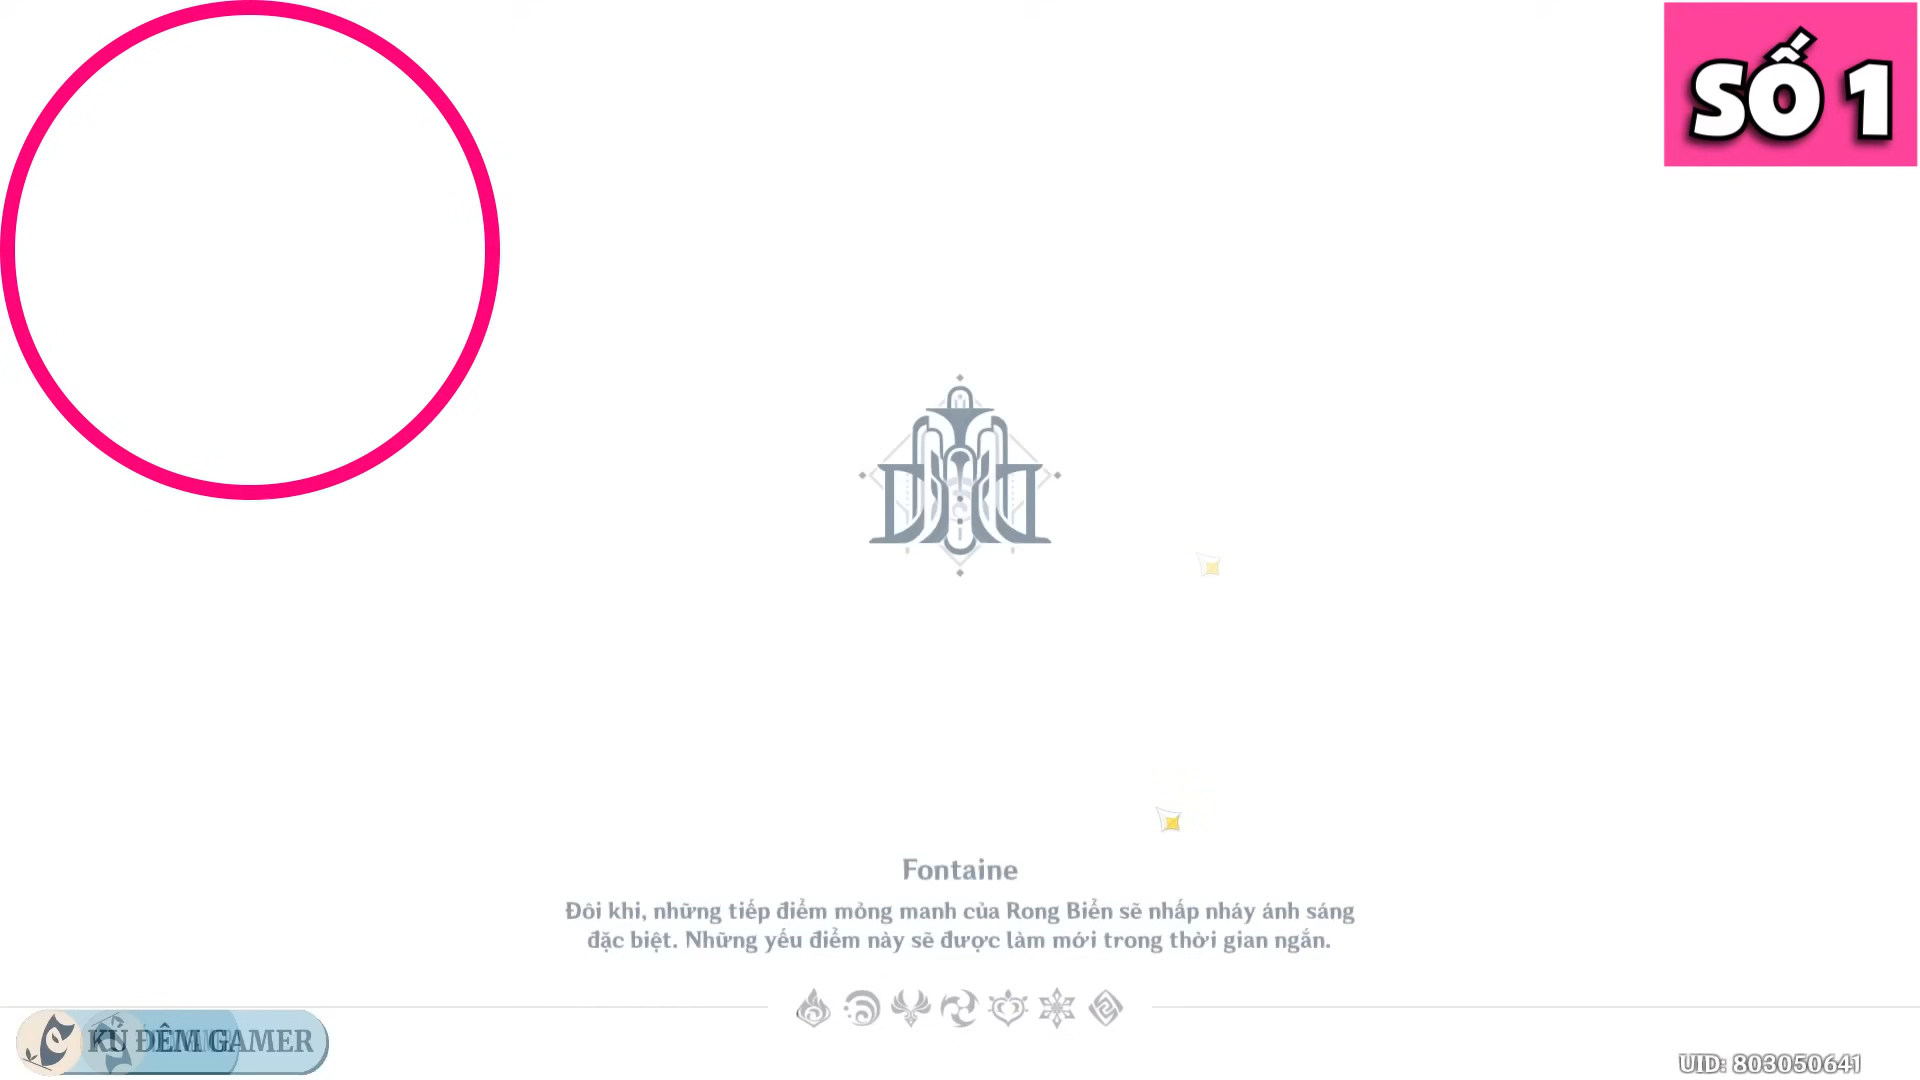 SỐ 1
Fontaine
Đôi khi, những tiếp điểm mỏng manh của Rong Biển sẽ nhấp nháy ánh sáng
đặc biệt. Những yếu điểm này sẽ được làm mới trong thời gian ngắn.
KÚ ĐÊM GAMER
UID: 803050641